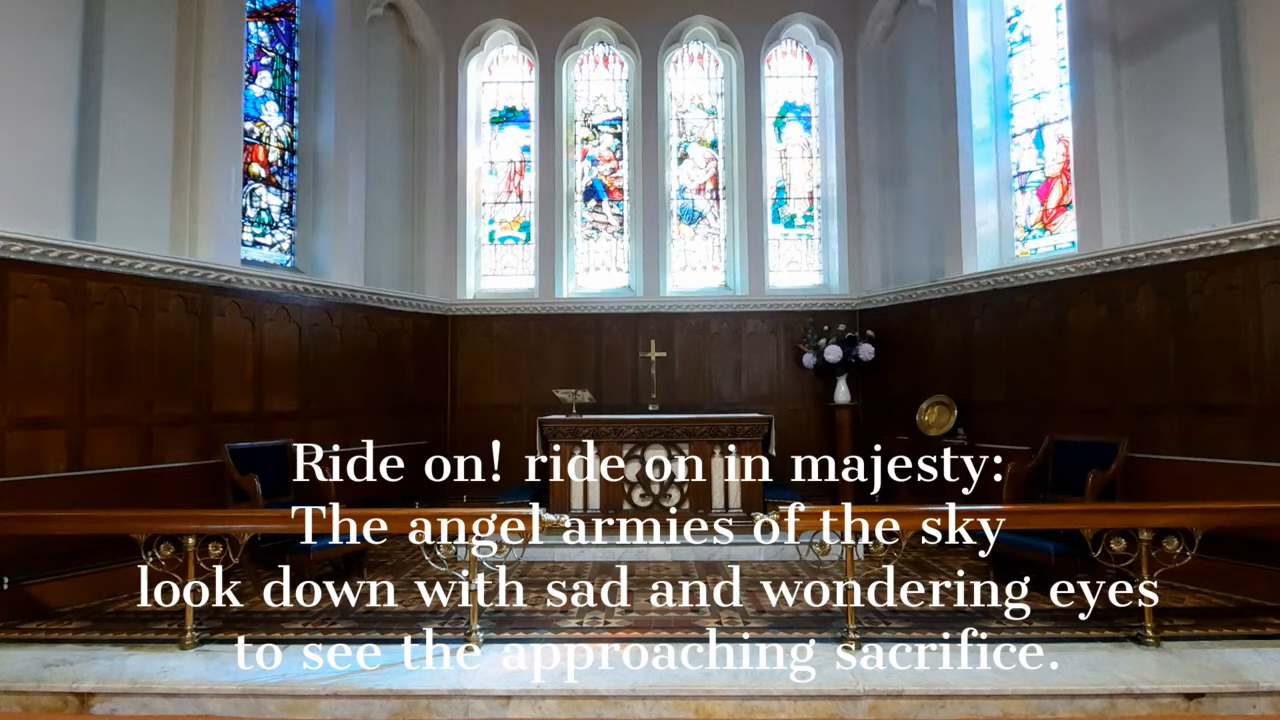 Ride on! ride on in majesty:
The angel armies of the sky
look down with sad and wondering eyes
to see the approaching sacrifice.